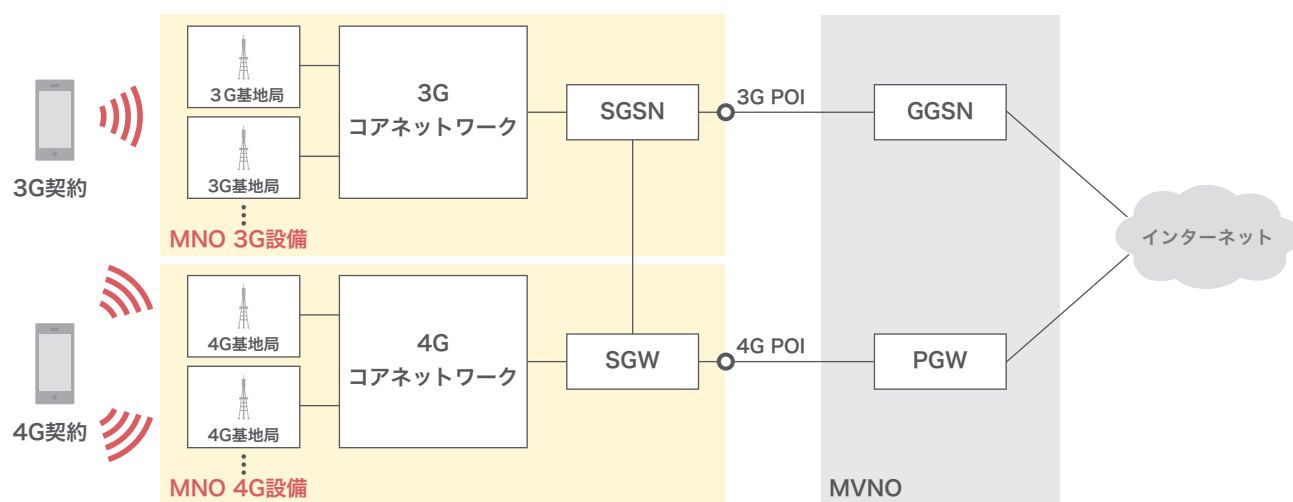 3G契約
3G基地局
3G基地局
3G
コアネットワーク
SGSN
3G POI
GGSN
MNO 3G設備
インターネット
4G契約
4G基地局
4G基地局
4G
コアネットワーク
SGW
4G POI
PGW
MNO 4G設備
MVNO